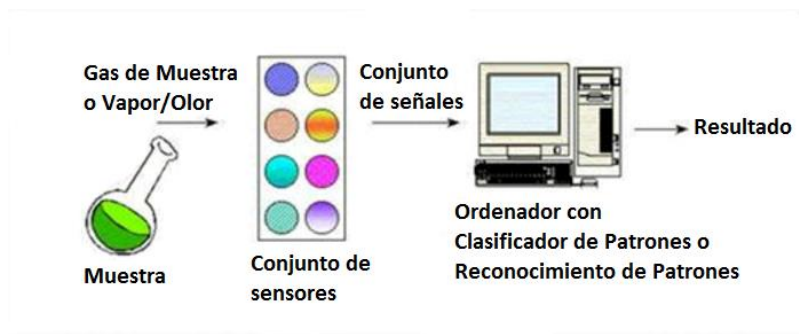 Gas de Muestra
o Vapor/Olor
Muestra
Conjunto de
sensores
Conjunto
de señales
Ordenador con
Clasificador de Patrones o
Reconocimiento de Patrones
Resultado